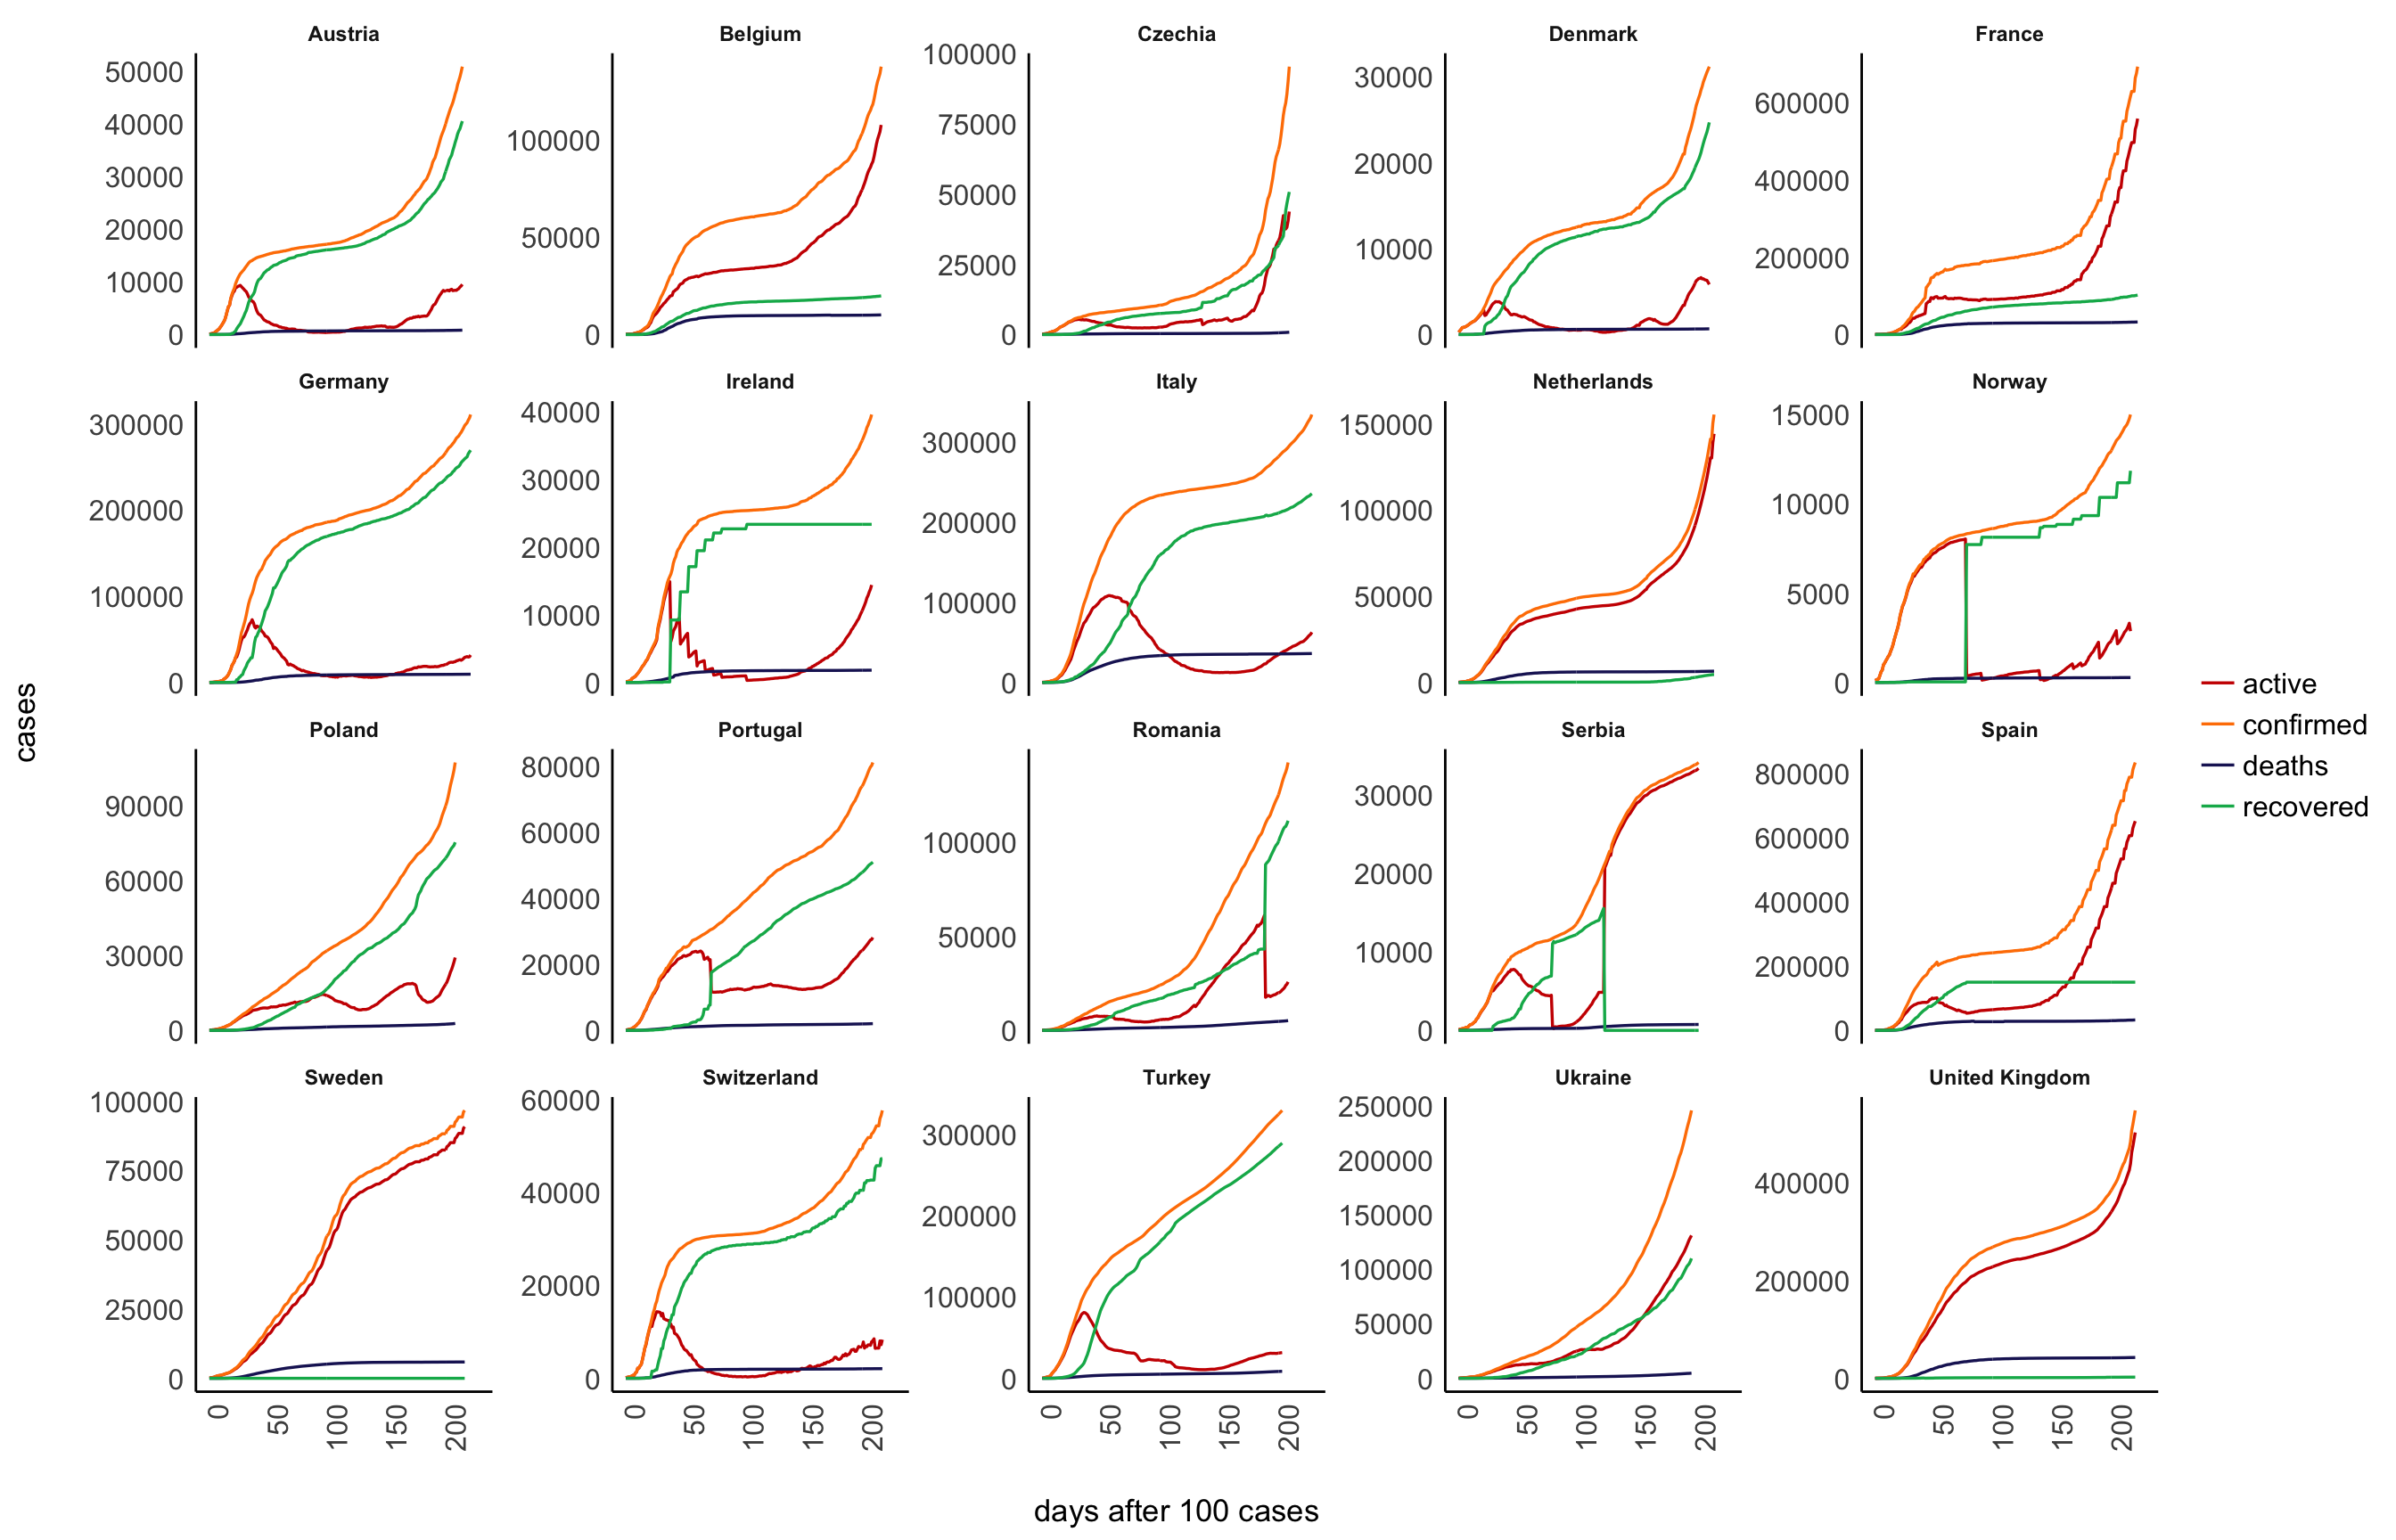 Austria
Belgium
Czechia
Denmark
France
50000
40000
30000
20000
10000
0
100000
50000
0
100000
75000
50000
25000
0
30000
20000
10000
0
600000
400000
200000
0
Germany
Ireland
Italy
Netherlands
Norway
300000
200000
100000
0
40000
30000
20000
10000
0
300000
200000
100000
0
150000
100000
50000
0
15000
10000
5000
0
Poland
Portugal
Romania
Serbia
Spain
90000
60000
30000
0
80000
60000
40000
20000
0
100000
50000
0
30000
20000
10000
0
800000
600000
400000
200000
0
Sweden
Switzerland
Turkey
Ukraine
United Kingdom
100000
75000
50000
25000
0
60000
40000
20000
0
300000
200000
100000
0
250000
200000
150000
100000
50000
0
400000
200000
0
0 50 100 150 200
0 50 100 150 200
0 50 100 150 200
0 50 100 150 200
0 50 100 150 200
days after 100 cases
cases
active
confirmed
deaths
recovered